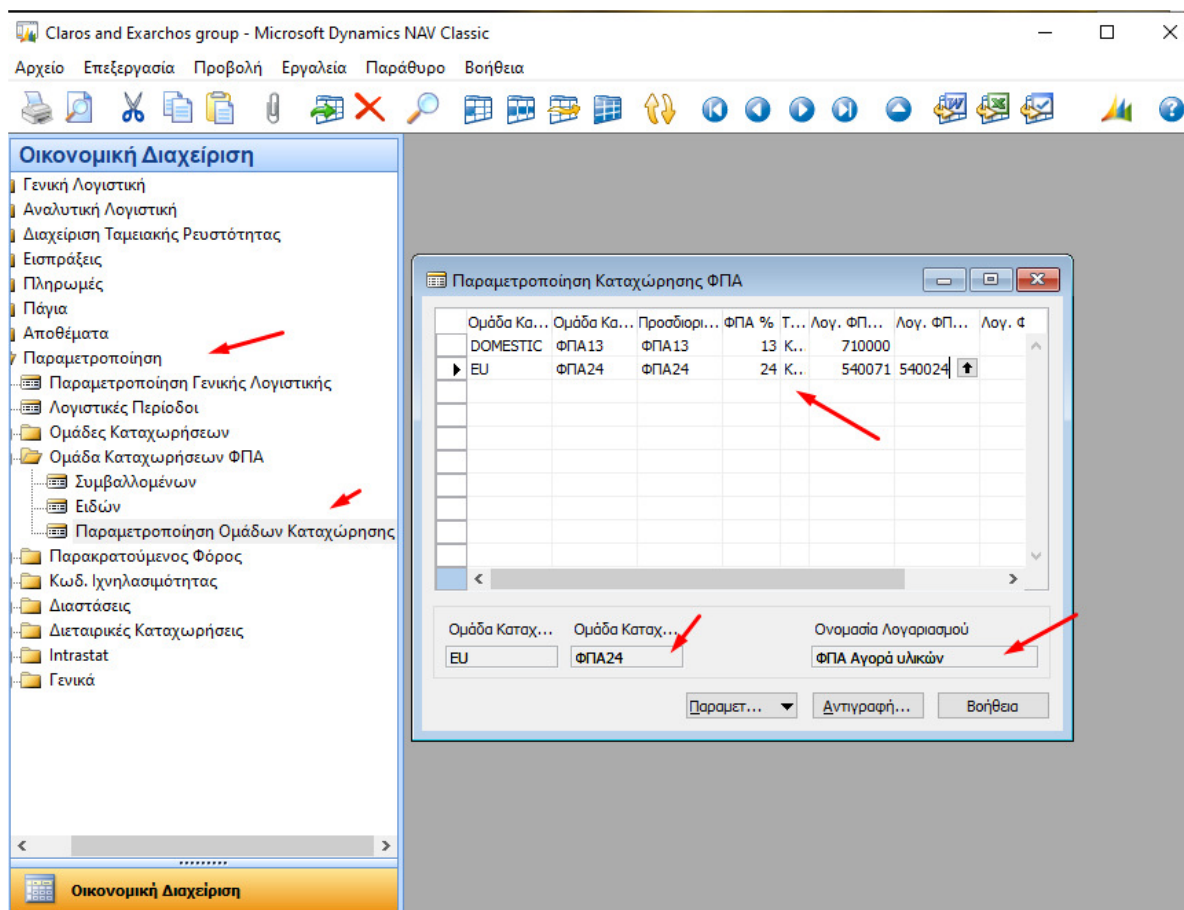 Claros and Exarchos group - Microsoft Dynamics NAV Classic
Αρχείο Επεξεργασία Προβολή Εργαλεία Παράθυρο Βοήθεια
Οικονομική Διαχείριση
Γενική Λογιστική
Αναλυτική Λογιστική
Διαχείριση Ταμειακής Ρευστότητας
Εισπράξεις
Πληρωμές
Πάγια
Αποθέματα
Παραμετροποίηση
Παραμετροποίηση Γενικής Λογιστικής
Λογιστικές Περίοδοι
Ομάδες Καταχωρήσεων
Ομάδα Καταχωρήσεων ΦΠΑ
Συμβαλλομένων
Ειδών
Παραμετροποίηση Ομάδων Καταχώρησης
Παρακρατούμενος Φόρος
Κωδ. Ιχνηλασιμότητας
Διαστάσεις
Διεταιρικές Καταχωρήσεις
Intrastat
Γενικά
Οικονομική Διαχείριση
Παραμετροποίηση Καταχώρησης ΦΠΑ
Ομάδα Κα... Ομάδα Κα... Προσδιορι... ΦΠΑ % Τ... Λογ. ΦΠ... Λογ. ΦΠ... Λογ. Φ
DOMESTIC ΦΠΑ13 ΦΠΑ13 13 Κ... 710000
EU ΦΠΑ24 ΦΠΑ24 24 Κ... 540071 540024
Ομάδα Καταχ... Ομάδα Καταχ... Ονομασία Λογαριασμού
EU ΦΠΑ24 ΦΠΑ Αγορά υλικών
Παραμετ... Αντιγραφή... Βοήθεια